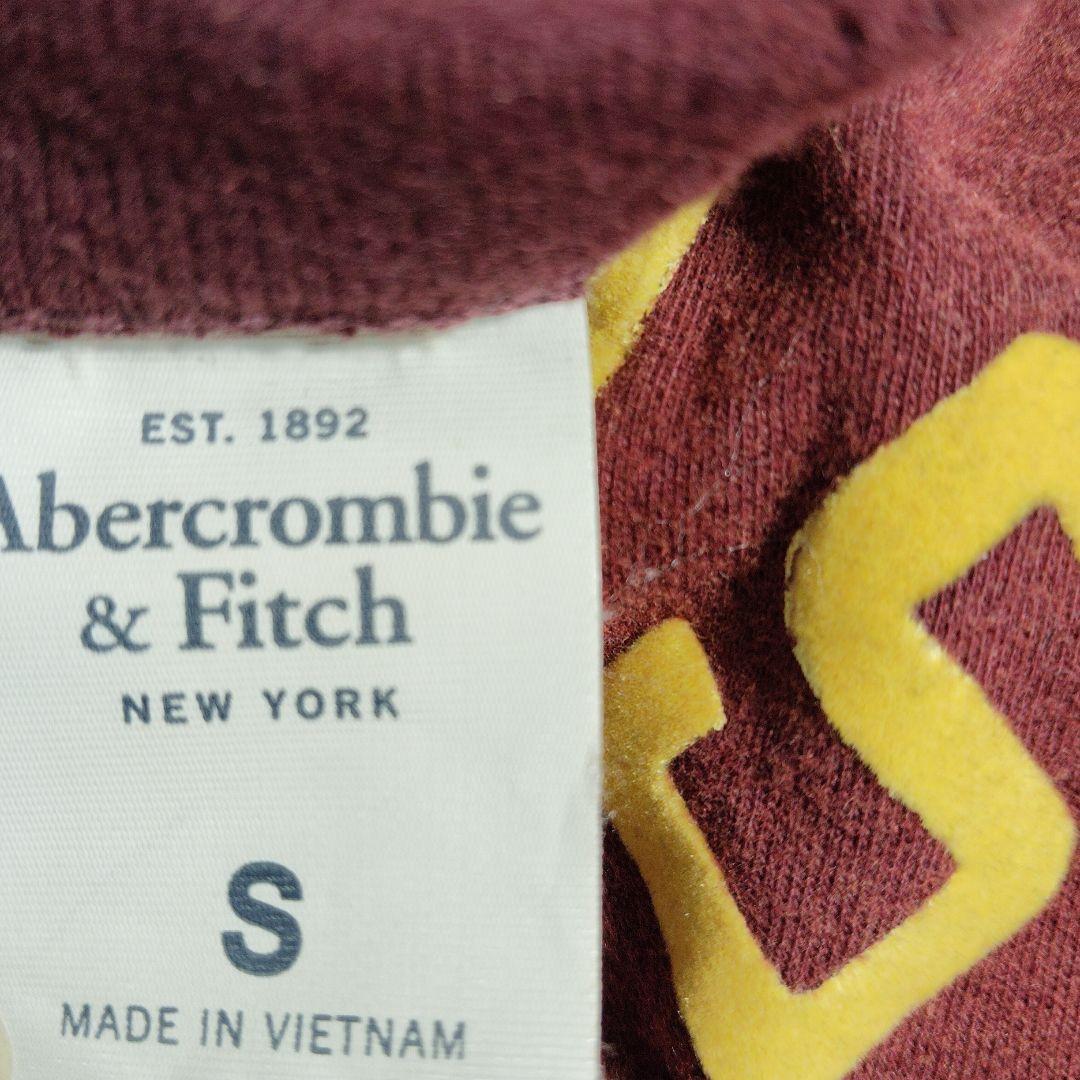 EST. 1892
Abercrombie
& Fitch
NEW YORK
S
MADE IN VIETNAM
S